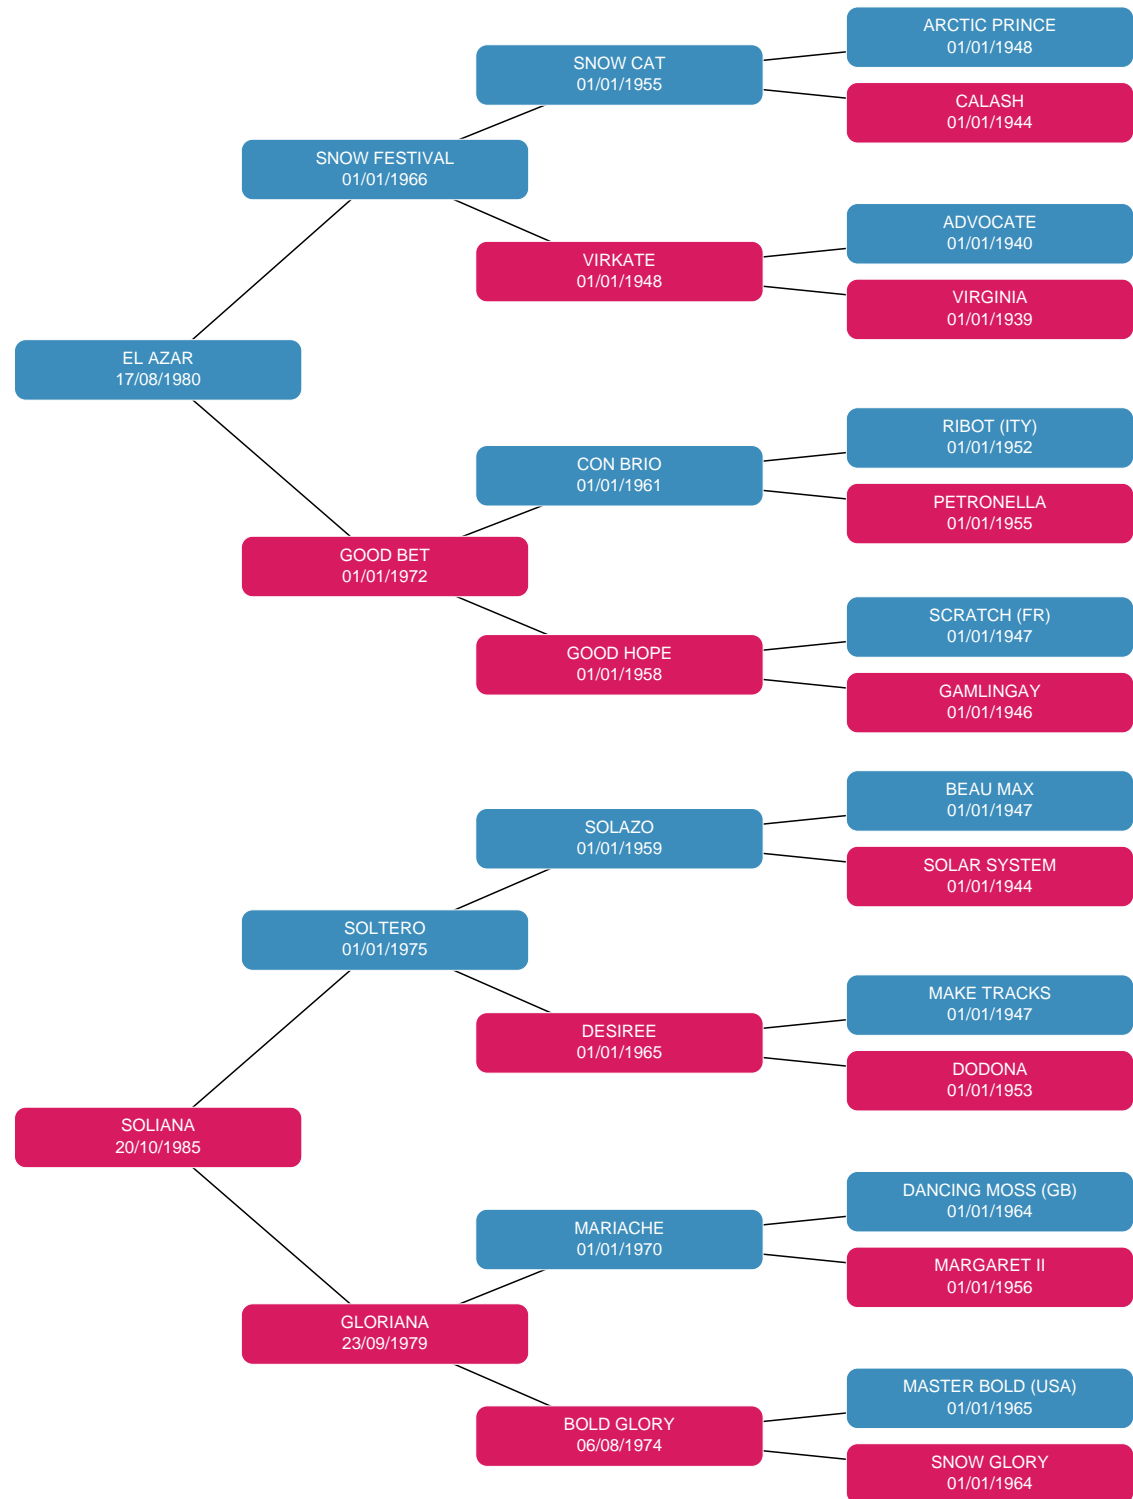 ARCTIC PRINCE
01/01/1948
SNOW CAT
01/01/1955
CALASH
01/01/1944
SNOW FESTIVAL
01/01/1966
ADVOCATE
01/01/1940
VIRKATE
01/01/1948
VIRGINIA
01/01/1939
EL AZAR
17/08/1980
RIBOT (ITY)
01/01/1952
CON BRIO
01/01/1961
PETRONELLA
01/01/1955
GOOD BET
01/01/1972
SCRATCH (FR)
01/01/1947
GOOD HOPE
01/01/1958
GAMLINGAY
01/01/1946
BEAU MAX
01/01/1947
SOLAZO
01/01/1959
SOLAR SYSTEM
01/01/1944
SOLTERO
01/01/1975
MAKE TRACKS
01/01/1947
DESIREE
01/01/1965
DODONA
01/01/1953
SOLIANA
20/10/1985
DANCING MOSS (GB)
01/01/1964
MARIACHE
01/01/1970
MARGARET II
01/01/1956
GLORIANA
23/09/1979
MASTER BOLD (USA)
01/01/1965
BOLD GLORY
06/08/1974
SNOW GLORY
01/01/1964